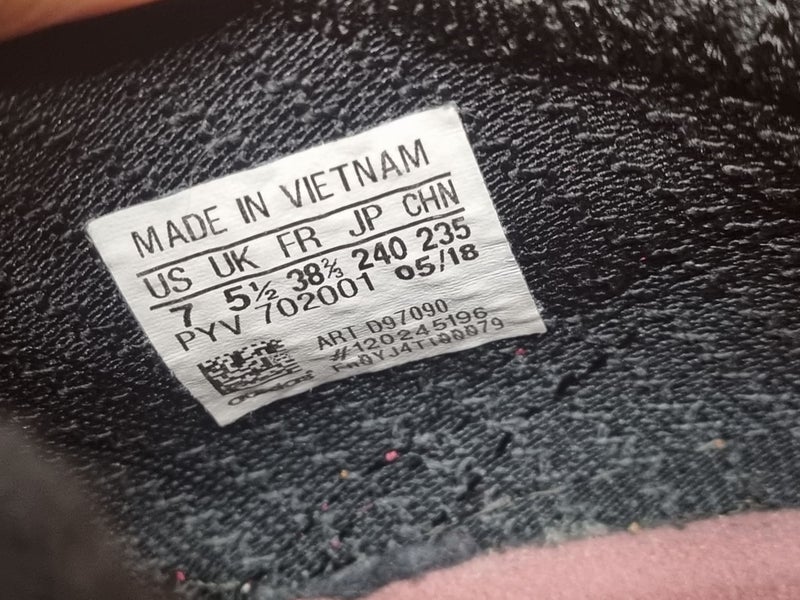 MADE IN VIETNAM
US UK FR JP CHN
7 5½ 38⅔ 240 235
PYV 702001 05/18
ART D97090
#120245196
adidas